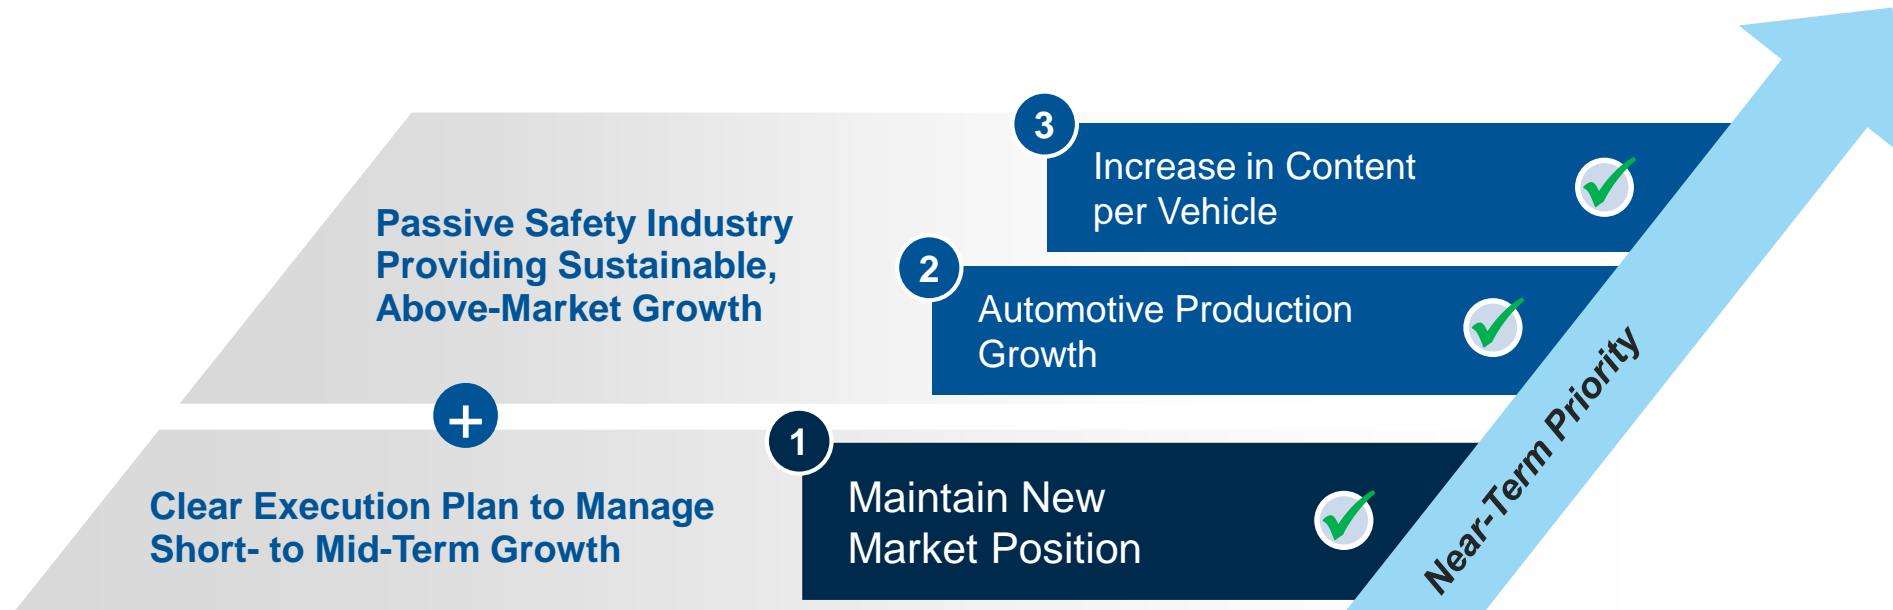 3
Increase in Content
per Vehicle
Passive Safety Industry
Providing Sustainable,
Above-Market Growth
2
Automotive Production
Growth
+
1
Maintain New
Market Position
Clear Execution Plan to Manage
Short- to Mid-Term Growth
Near-Term Priority